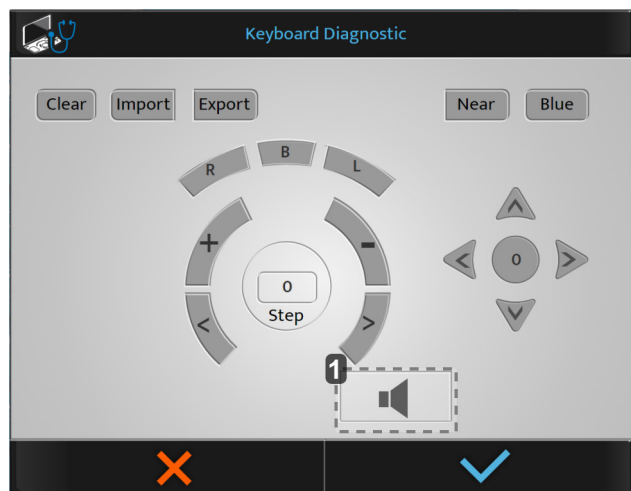 Keyboard Diagnostic
Clear Import Export Near Blue
R B L
+ -
0
0
Step
< >
1